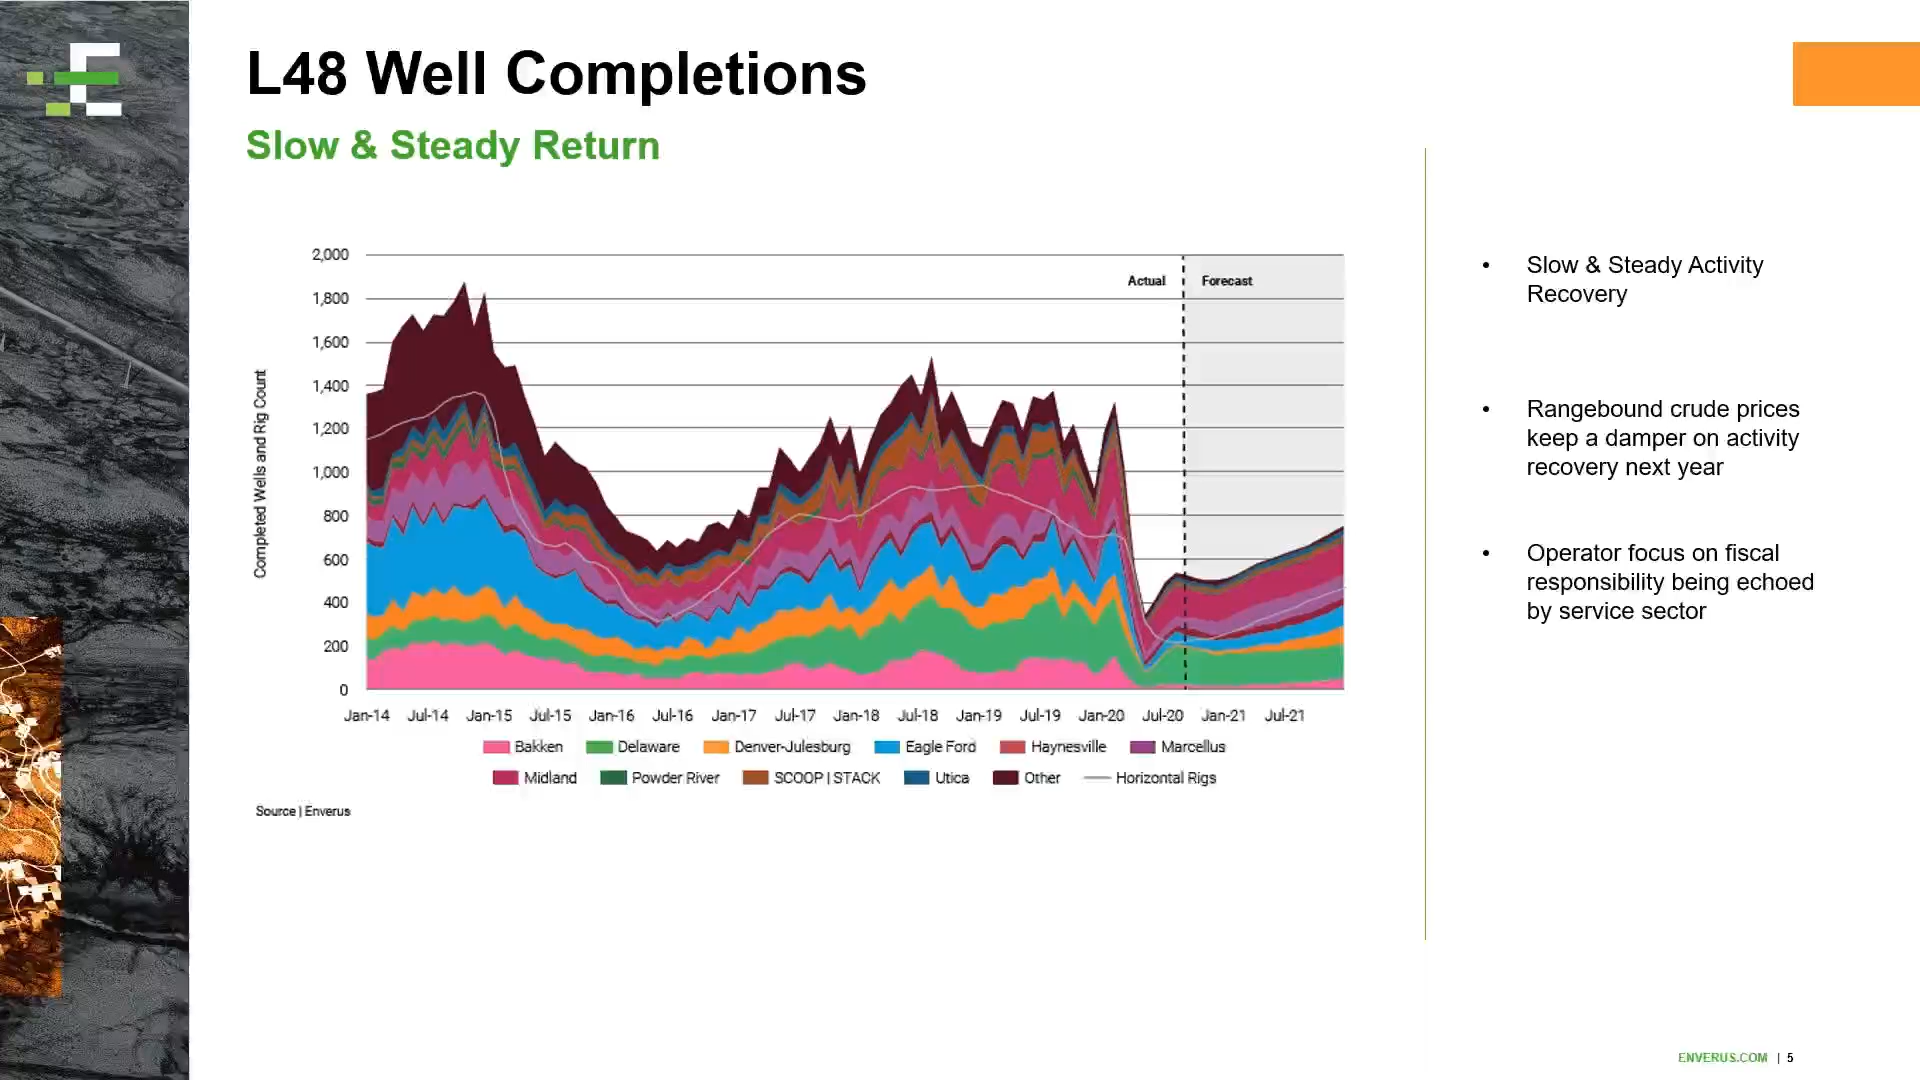 L48 Well Completions
Slow & Steady Return
Completed Wells and Rig Count
2,000
1,800
1,600
1,400
1,200
1,000
800
600
400
200
0
Actual
Forecast
Jan-14 Jul-14 Jan-15 Jul-15 Jan-16 Jul-16 Jan-17 Jul-17 Jan-18 Jul-18 Jan-19 Jul-19 Jan-20 Jul-20 Jan-21 Jul-21
Bakken Delaware Denver-Julesburg Eagle Ford Haynesville Marcellus
Midland Powder River SCOOP | STACK Utica Other Horizontal Rigs
Source | Enverus
• Slow & Steady Activity
Recovery
• Rangebound crude prices
keep a damper on activity
recovery next year
• Operator focus on fiscal
responsibility being echoed
by service sector
ENVERUS.COM | 5